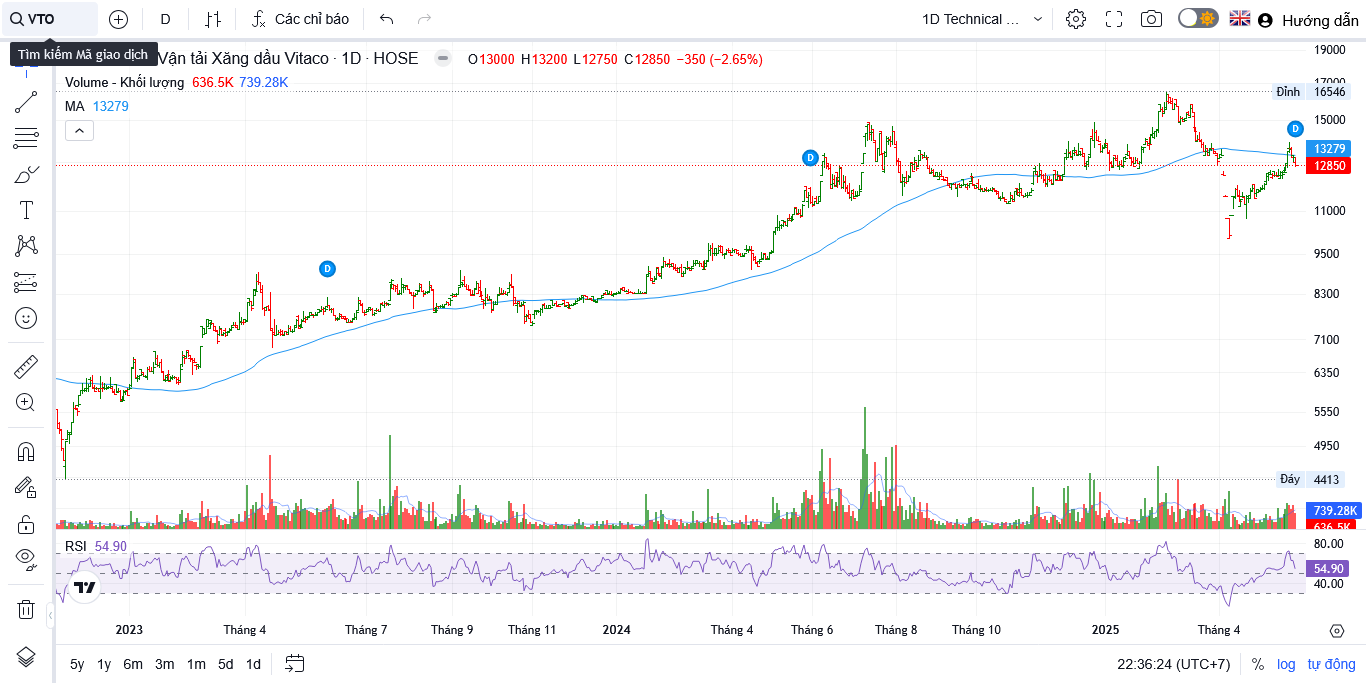 VTO
D
Các chỉ báo
1D Technical ...
Hướng dẫn
Tìm kiếm Mã giao dịch
Vận tải Xăng dầu Vitaco · 1D · HOSE
O13000 H13200 L12750 C12850 −350 (−2.65%)
Volume - Khối lượng 636.5K 739.28K
MA 13279
19000
17000
Đỉnh 16546
15000
D
D
D
13279
12850
11000
9500
8300
7100
6350
5550
4950
Đáy 4413
739.28K
636.5K
RSI 54.90
80.00
54.90
40.00
2023 Tháng 4 Tháng 7 Tháng 9 Tháng 11 2024 Tháng 4 Tháng 6 Tháng 8 Tháng 10 2025 Tháng 4
5y 1y 6m 3m 1m 5d 1d
22:36:24 (UTC+7) % log tự động